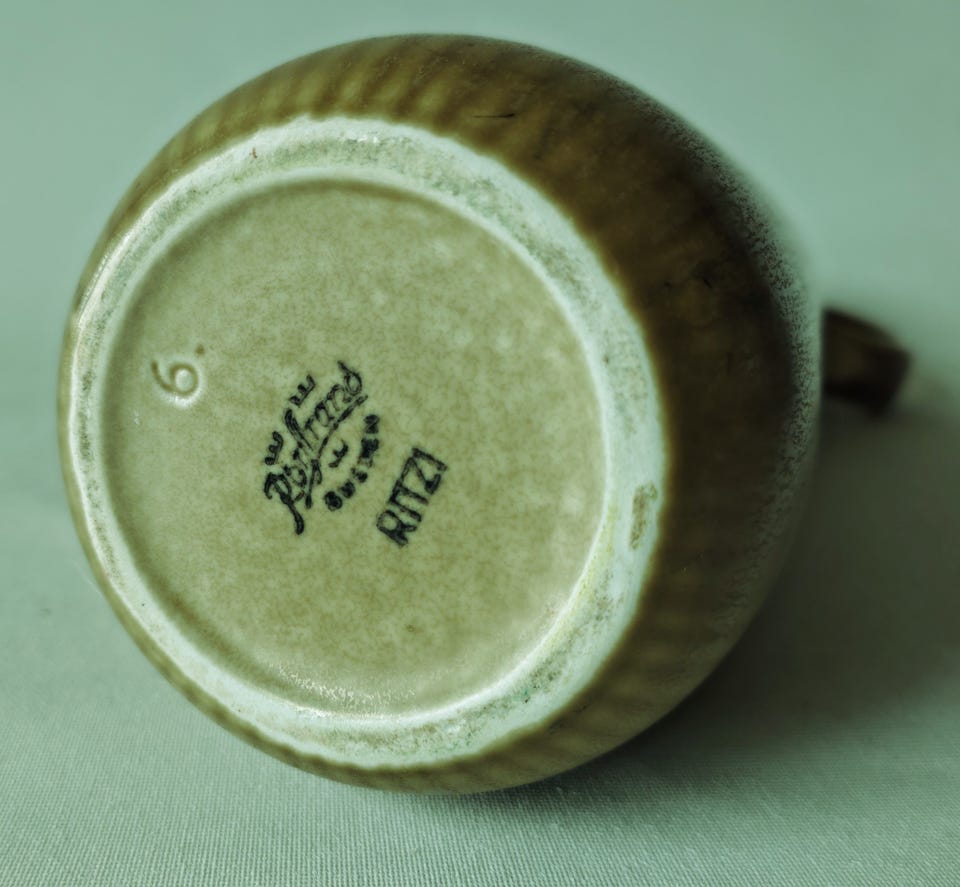 6.
Rörstrand
SWEDEN
RITZI